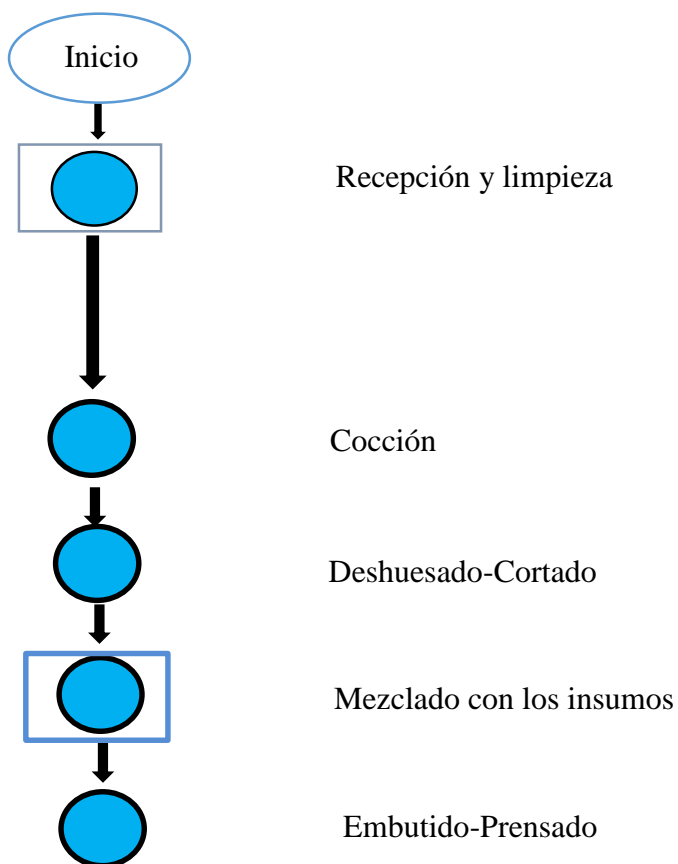 Inicio
Recepción y limpieza
Cocción
Deshuesado-Cortado
Mezclado con los insumos
Embutido-Prensado